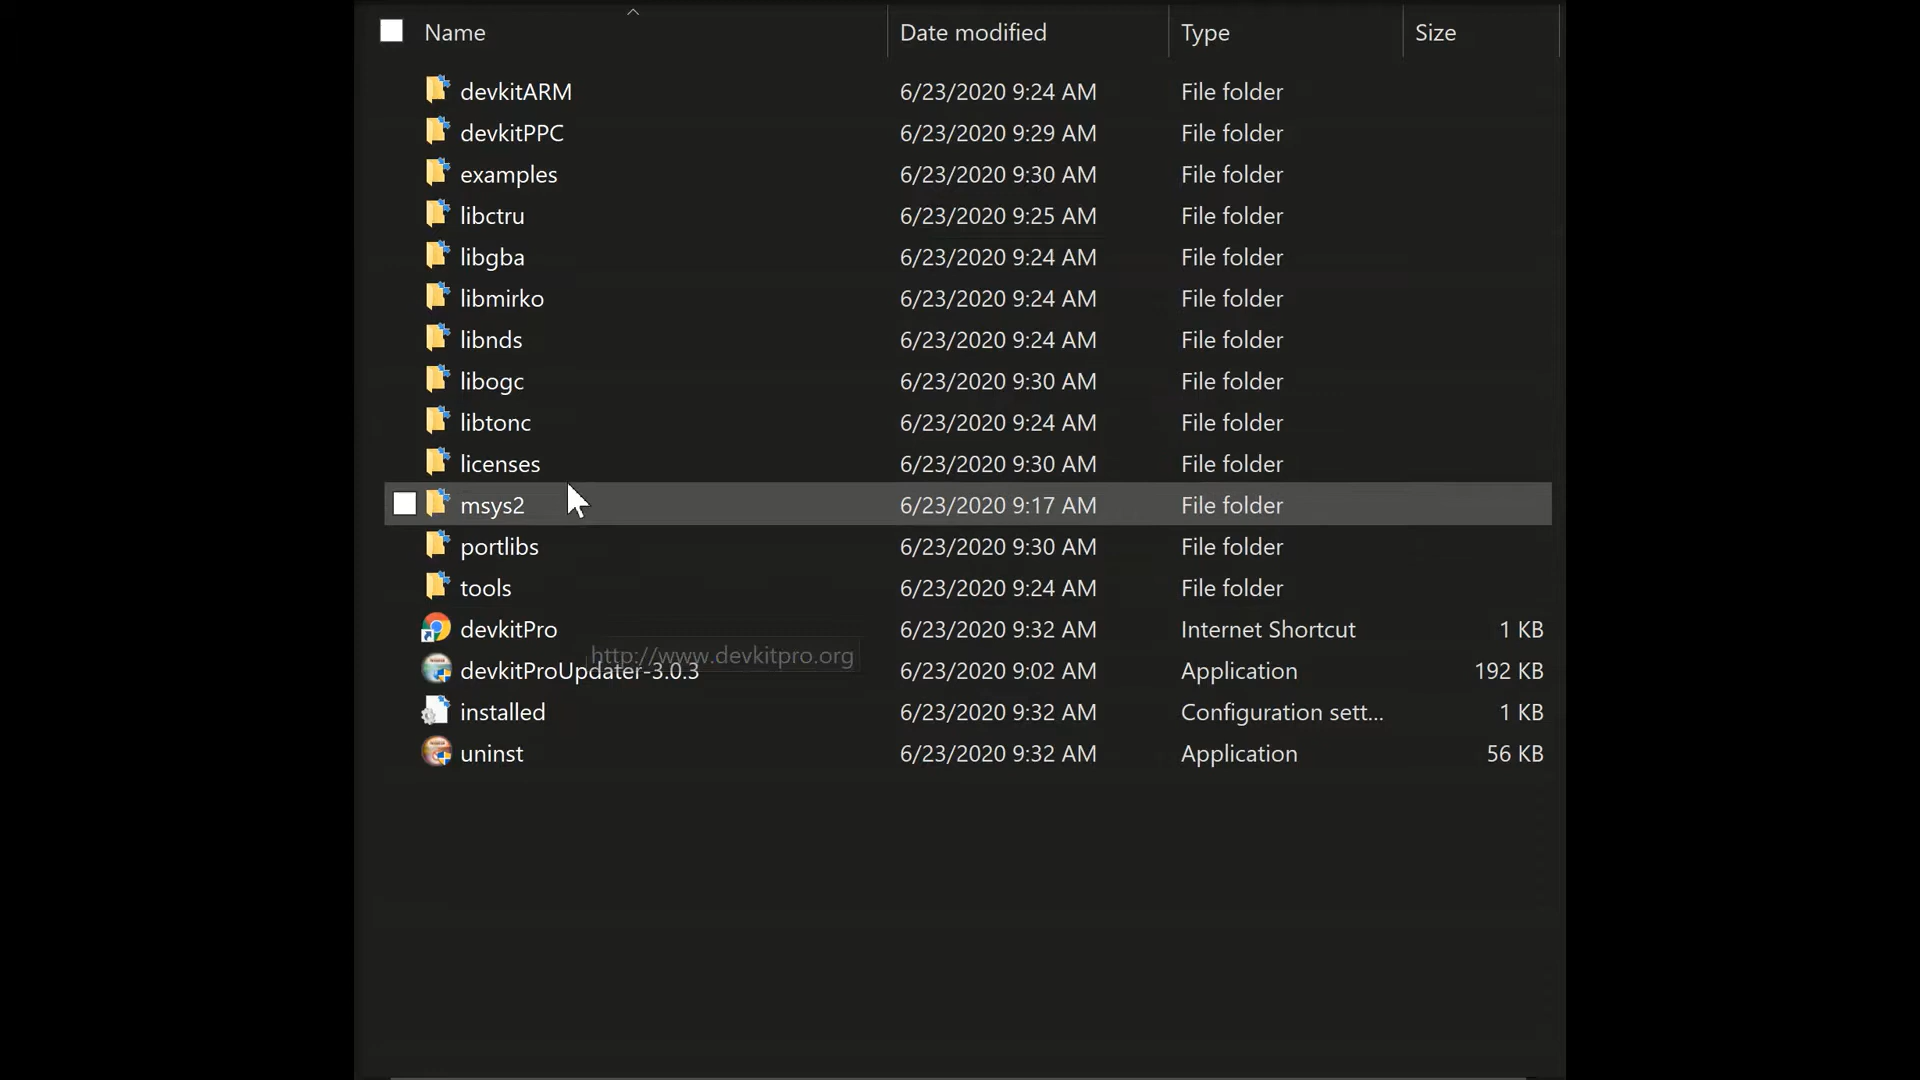 Name Date modified Type Size
devkitARM 6/23/2020 9:24 AM File folder
devkitPPC 6/23/2020 9:29 AM File folder
examples 6/23/2020 9:30 AM File folder
libctru 6/23/2020 9:25 AM File folder
libgba 6/23/2020 9:24 AM File folder
libmirko 6/23/2020 9:24 AM File folder
libnds 6/23/2020 9:24 AM File folder
libogc 6/23/2020 9:30 AM File folder
libtonc 6/23/2020 9:24 AM File folder
licenses 6/23/2020 9:30 AM File folder
msys2 6/23/2020 9:17 AM File folder
portlibs 6/23/2020 9:30 AM File folder
tools 6/23/2020 9:24 AM File folder
devkitPro 6/23/2020 9:32 AM Internet Shortcut 1 KB
http://www.devkitpro.org
devkitProUpdater-3.0.3 6/23/2020 9:02 AM Application 192 KB
installed 6/23/2020 9:32 AM Configuration sett... 1 KB
uninst 6/23/2020 9:32 AM Application 56 KB